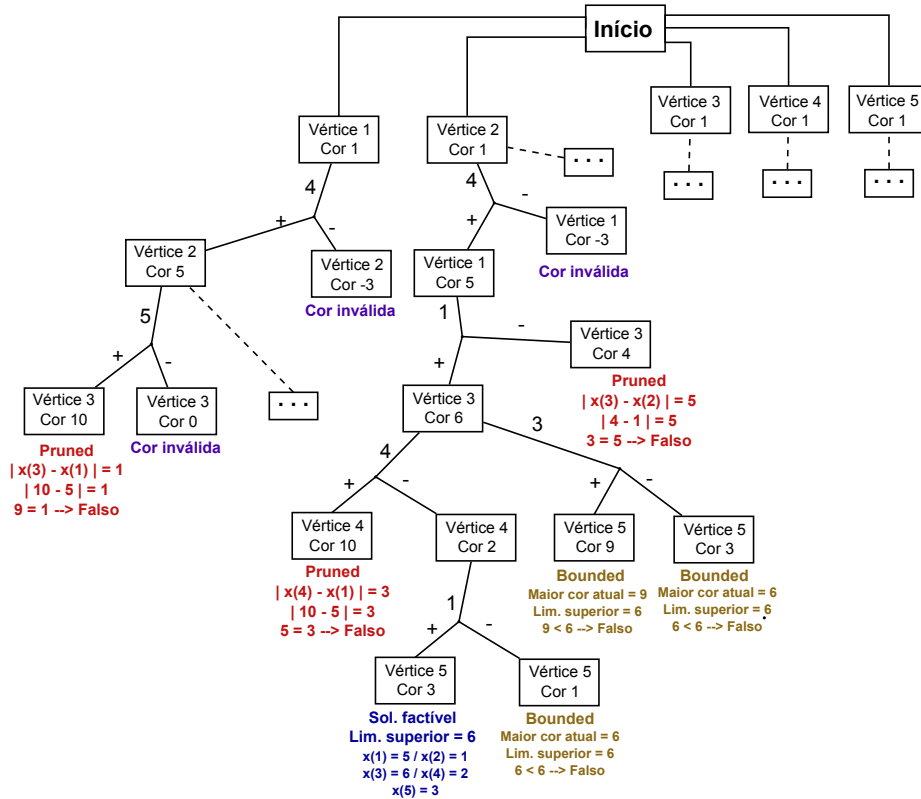 Início
Vértice 1
Cor 1
Vértice 2
Cor 1
Vértice 3
Cor 1
Vértice 4
Cor 1
Vértice 5
Cor 1
. . .
. . .
. . .
. . .
4
+
-
4
+
-
Vértice 2
Cor 5
Vértice 2
Cor -3
Cor inválida
Vértice 1
Cor 5
Vértice 1
Cor -3
Cor inválida
5
+
-
. . .
1
+
-
Vértice 3
Cor 10
Pruned
| x(3) - x(1) | = 1
| 10 - 5 | = 1
9 = 1 --> Falso
Vértice 3
Cor 0
Cor inválida
Vértice 3
Cor 6
Vértice 3
Cor 4
Pruned
| x(3) - x(2) | = 5
| 4 - 1 | = 5
3 = 5 --> Falso
4
+
-
3
+
-
Vértice 4
Cor 10
Pruned
| x(4) - x(1) | = 3
| 10 - 5 | = 3
5 = 3 --> Falso
Vértice 4
Cor 2
Vértice 5
Cor 9
Bounded
Maior cor atual = 9
Lim. superior = 6
9 < 6 --> Falso
Vértice 5
Cor 3
Bounded
Maior cor atual = 6
Lim. superior = 6
6 < 6 --> Falso
1
+
-
Vértice 5
Cor 3
Sol. factível
Lim. superior = 6
x(1) = 5 / x(2) = 1
x(3) = 6 / x(4) = 2
x(5) = 3
Vértice 5
Cor 1
Bounded
Maior cor atual = 6
Lim. superior = 6
6 < 6 --> Falso